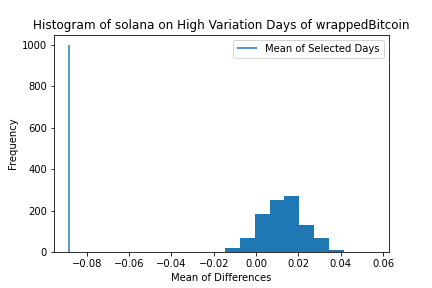 Histogram of solana on High Variation Days of wrappedBitcoin
Mean of Selected Days
1000
800
600
400
200
0
Frequency
−0.08 −0.06 −0.04 −0.02 0.00 0.02 0.04 0.06
Mean of Differences